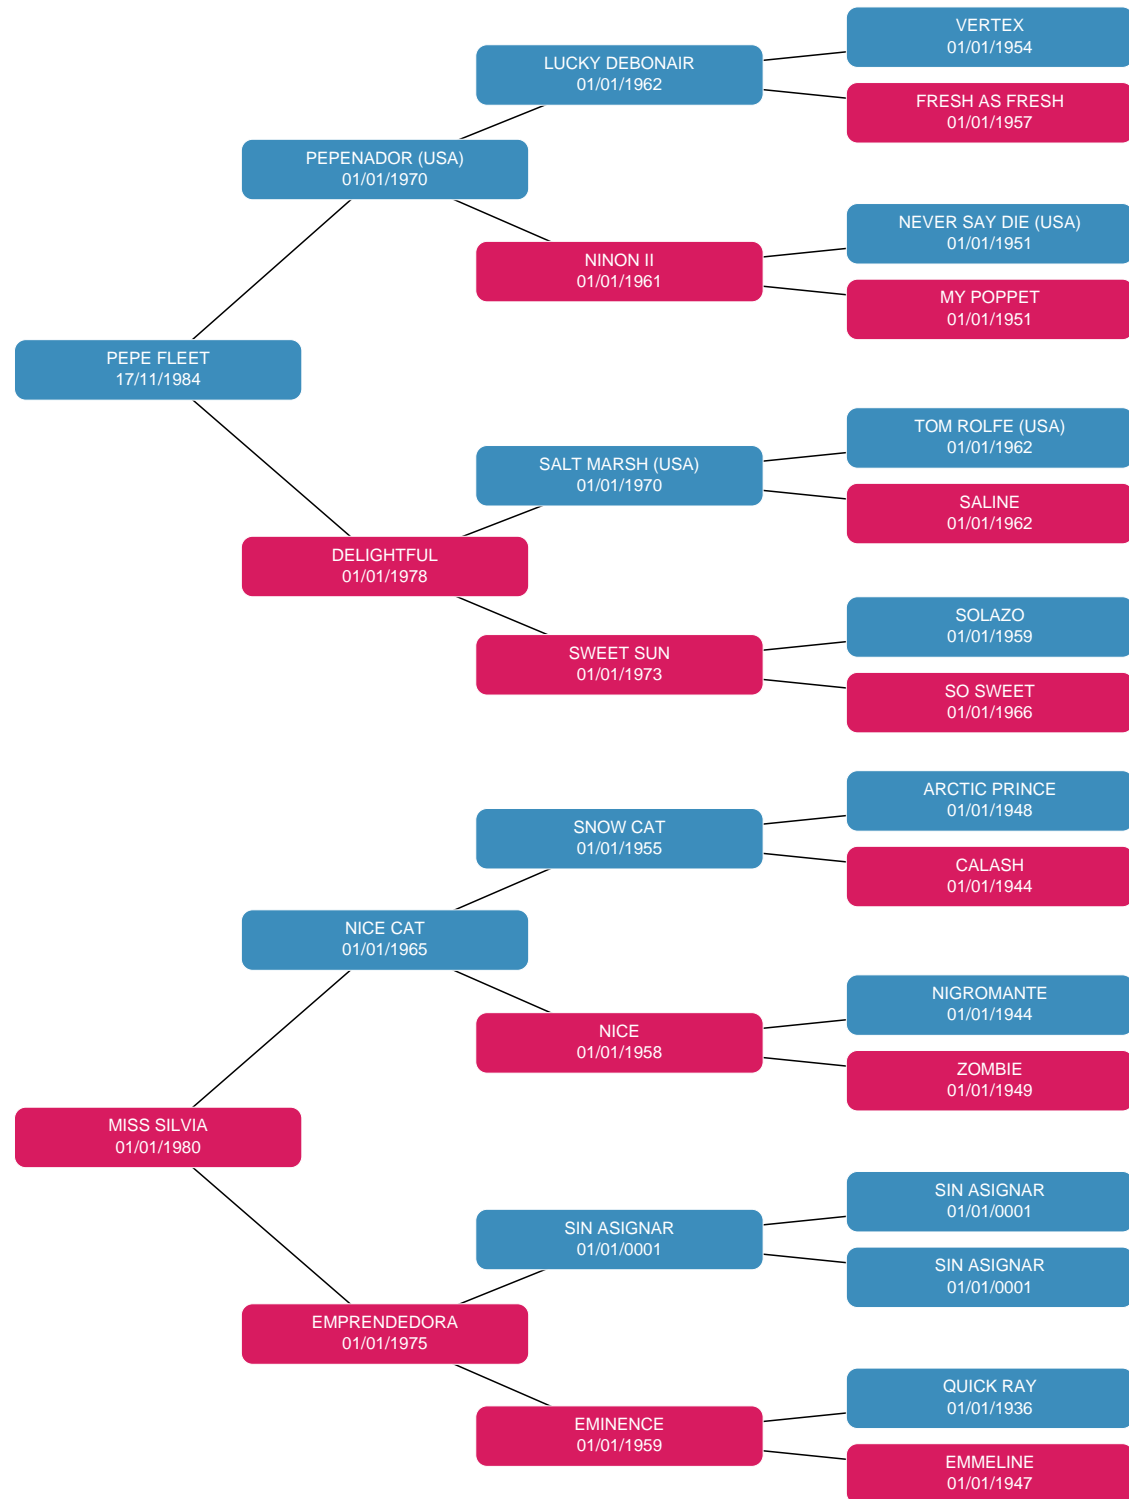 VERTEX
01/01/1954
LUCKY DEBONAIR
01/01/1962
FRESH AS FRESH
01/01/1957
PEPENADOR (USA)
01/01/1970
NEVER SAY DIE (USA)
01/01/1951
NINON II
01/01/1961
MY POPPET
01/01/1951
PEPE FLEET
17/11/1984
TOM ROLFE (USA)
01/01/1962
SALT MARSH (USA)
01/01/1970
SALINE
01/01/1962
DELIGHTFUL
01/01/1978
SOLAZO
01/01/1959
SWEET SUN
01/01/1973
SO SWEET
01/01/1966
ARCTIC PRINCE
01/01/1948
SNOW CAT
01/01/1955
CALASH
01/01/1944
NICE CAT
01/01/1965
NIGROMANTE
01/01/1944
NICE
01/01/1958
ZOMBIE
01/01/1949
MISS SILVIA
01/01/1980
SIN ASIGNAR
01/01/0001
SIN ASIGNAR
01/01/0001
SIN ASIGNAR
01/01/0001
EMPRENDEDORA
01/01/1975
QUICK RAY
01/01/1936
EMINENCE
01/01/1959
EMMELINE
01/01/1947